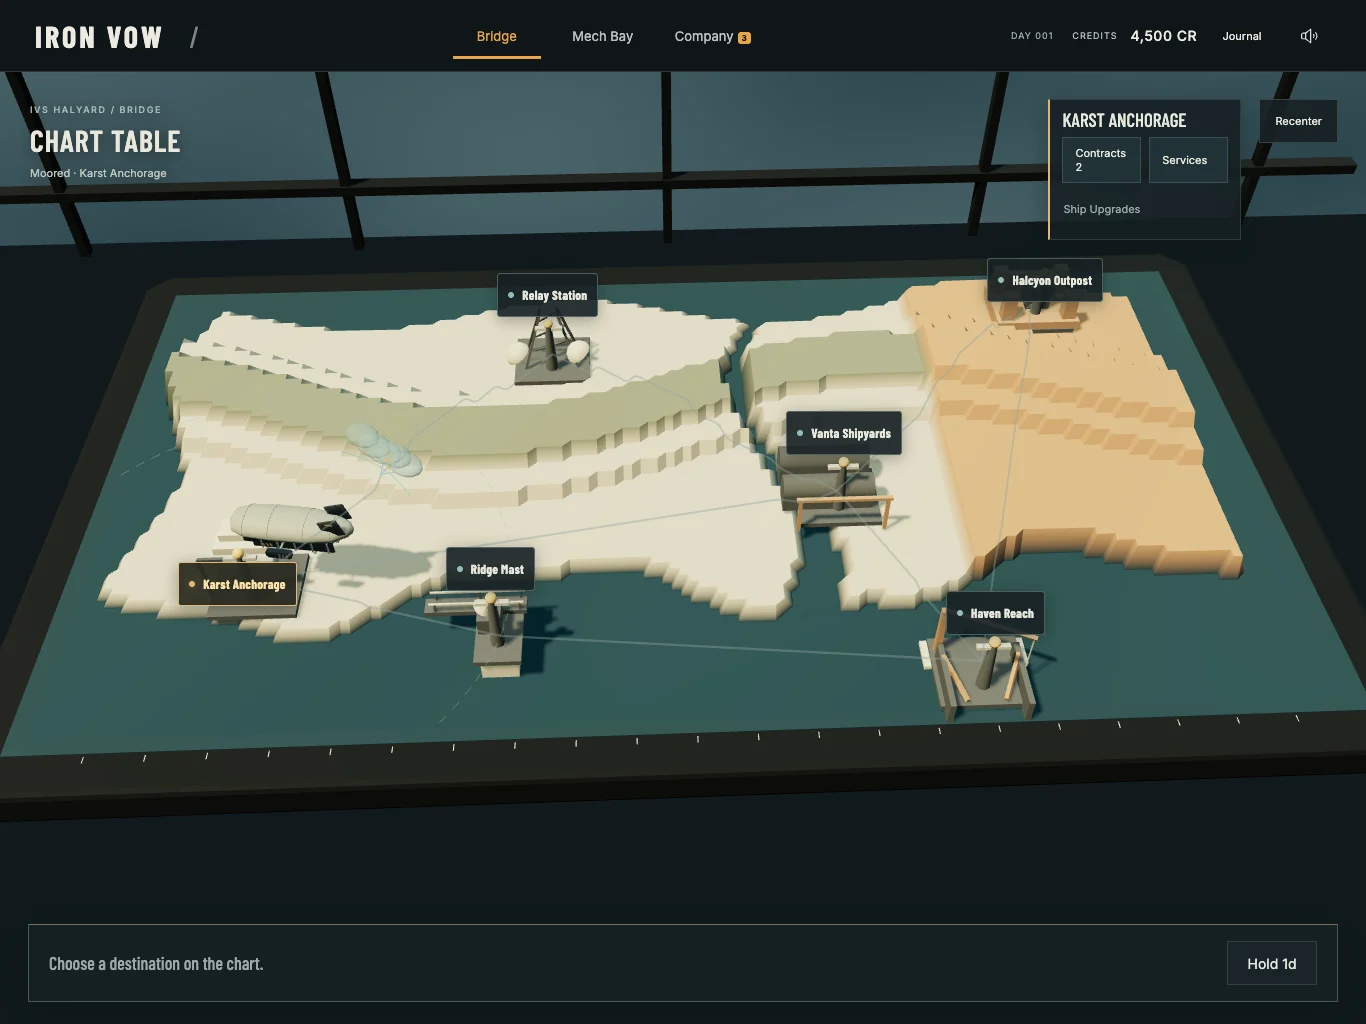 IRON VOW /
Bridge
Mech Bay
Company 3
DAY 001
CREDITS 4,500 CR
Journal
IVS HALYARD / BRIDGE
CHART TABLE
Moored · Karst Anchorage
KARST ANCHORAGE
Contracts
2
Services
Ship Upgrades
Recenter
Relay Station
Halcyon Outpost
Vanta Shipyards
Karst Anchorage
Ridge Mast
Haven Reach
Choose a destination on the chart.
Hold 1d